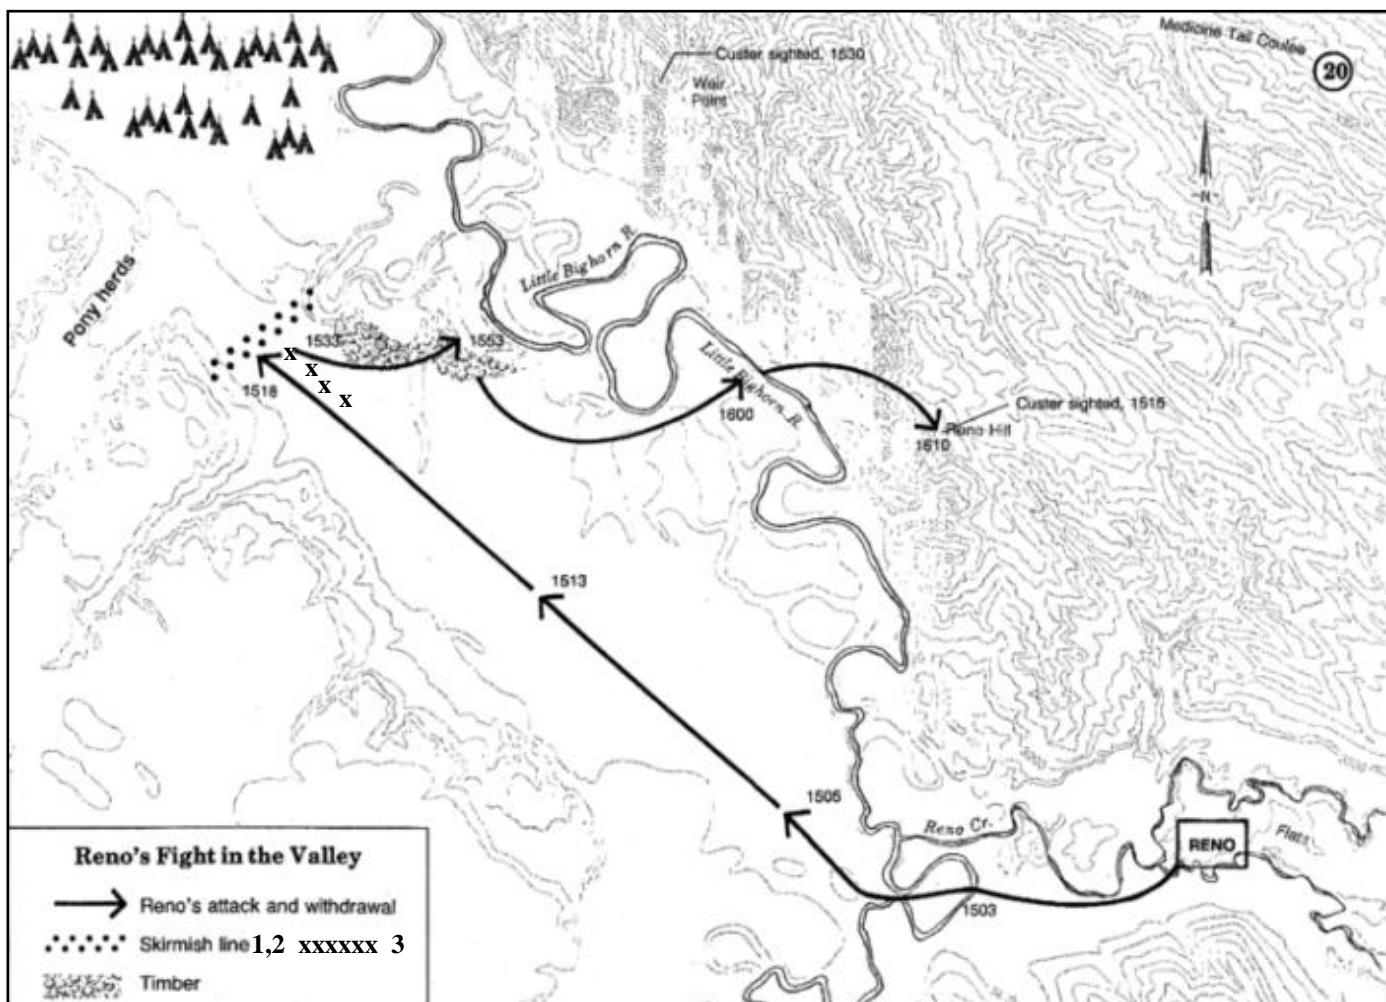 Medicine Tail Coulee
20
Custer sighted, 1530
Weir
Point
N
Little Bighorn R.
Pony herds
1533
1553
Little Bighorn R.
x
x
x
x
1518
1600
Custer sighted, 1515
Reno Hill
1610
1513
1505
Reno Cr.
RENO
Flats
1503
Reno's Fight in the Valley
Reno's attack and withdrawal
Skirmish line 1,2 xxxxxx 3
Timber